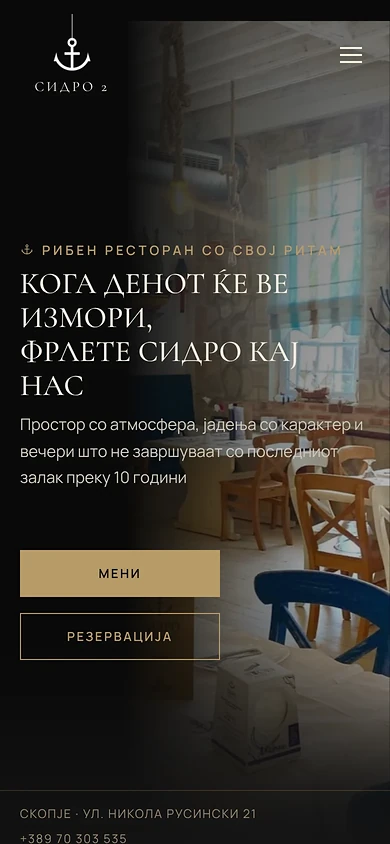 СИДРО 2
РИБЕН РЕСТОРАН СО СВОЈ РИТАМ
КОГА ДЕНОТ ЌЕ ВЕ
ИЗМОРИ,
ФРЛЕТЕ СИДРО КАЈ
НАС
Простор со атмосфера, јадења со карактер и
вечери што не завршуваат со последниот
залак преку 10 години
МЕНИ
РЕЗЕРВАЦИЈА
СКОПЈЕ · УЛ. НИКОЛА РУСИНСКИ 21
+389 70 303 535